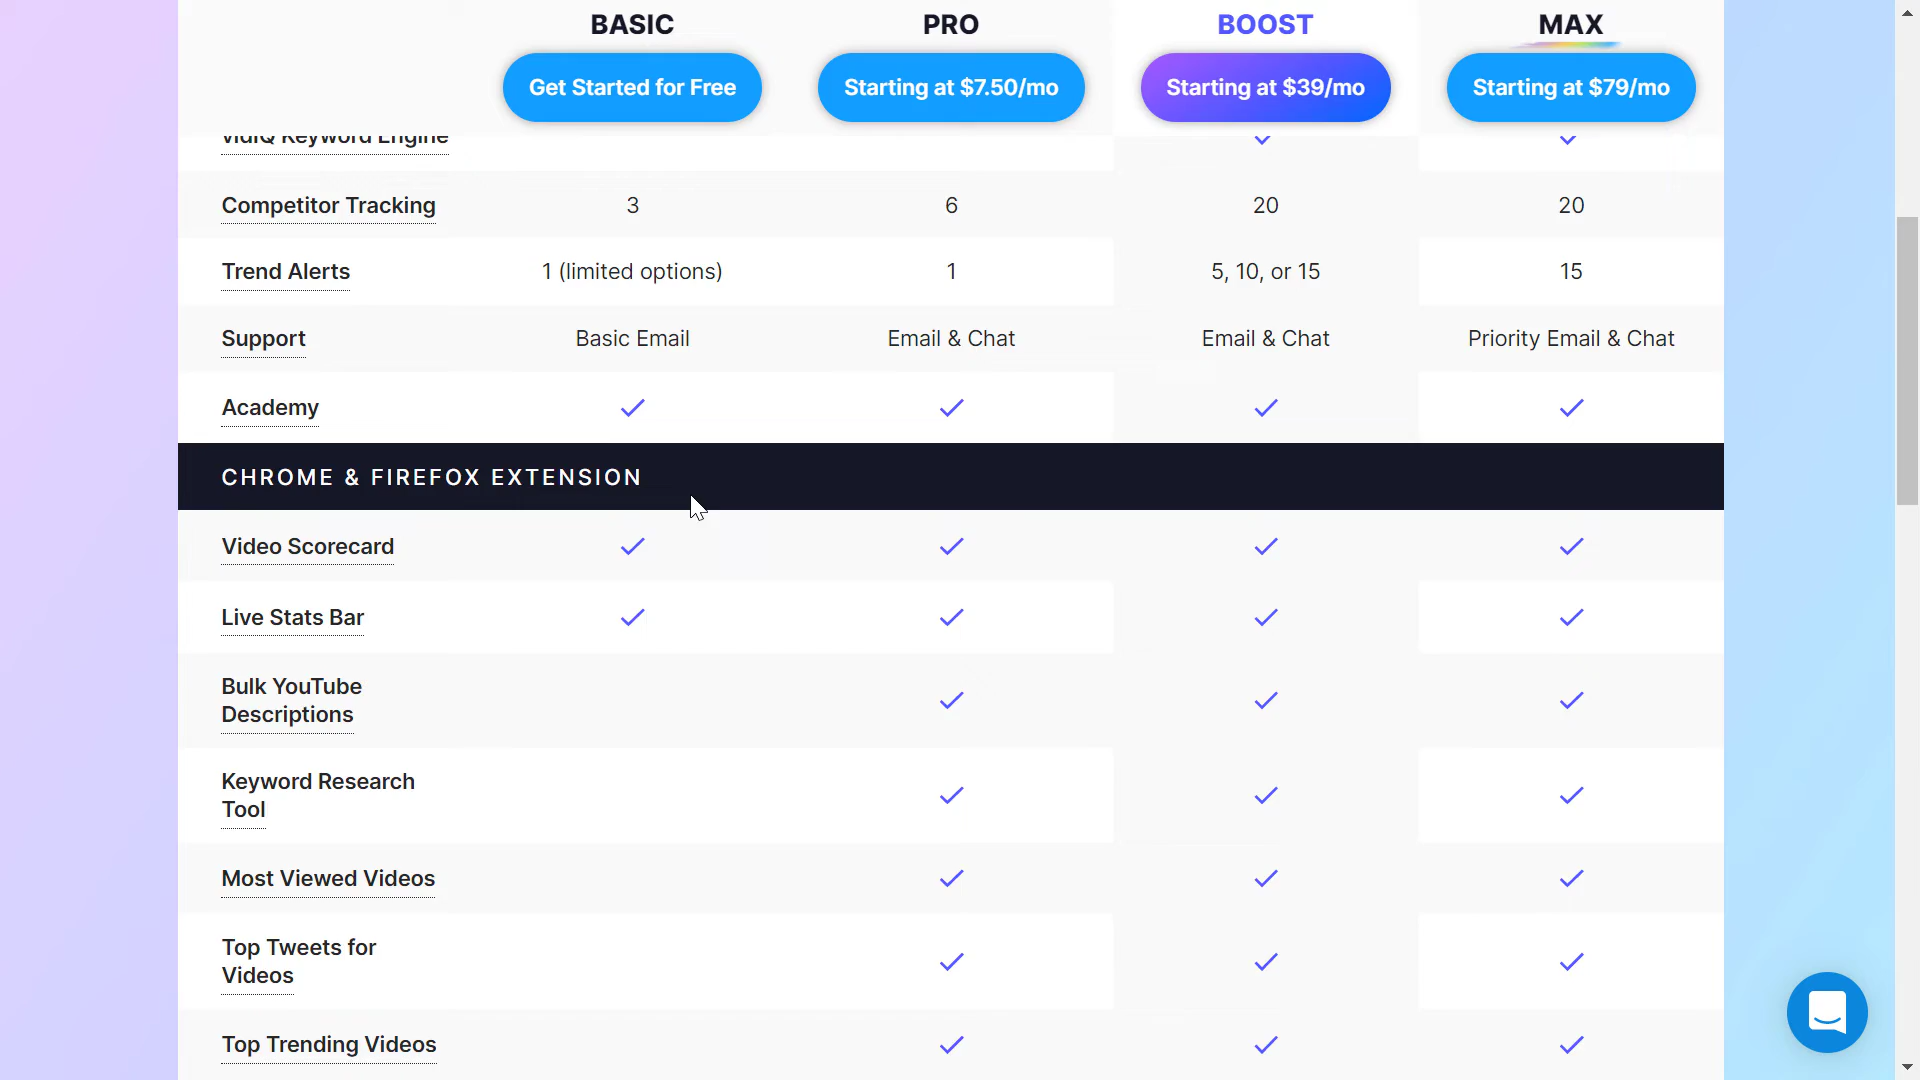 BASIC PRO BOOST MAX
Get Started for Free Starting at $7.50/mo Starting at $39/mo Starting at $79/mo
vidIQ Keyword Engine
Competitor Tracking 3 6 20 20
Trend Alerts 1 (limited options) 1 5, 10, or 15 15
Support Basic Email Email & Chat Email & Chat Priority Email & Chat
Academy
CHROME & FIREFOX EXTENSION
Video Scorecard
Live Stats Bar
Bulk YouTube
Descriptions
Keyword Research
Tool
Most Viewed Videos
Top Tweets for
Videos
Top Trending Videos